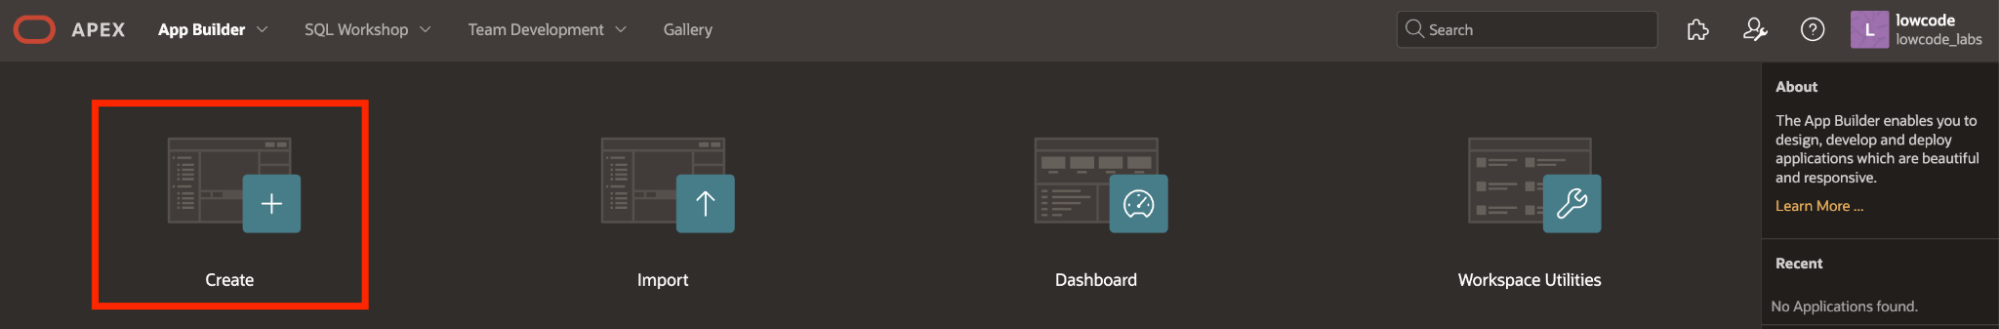 APEX App Builder SQL Workshop Team Development Gallery Search L lowcode
lowcode_labs
Create
Import
Dashboard
Workspace Utilities
About
The App Builder enables you to
design, develop and deploy
applications which are beautiful
and responsive.
Learn More ...
Recent
No Applications found.